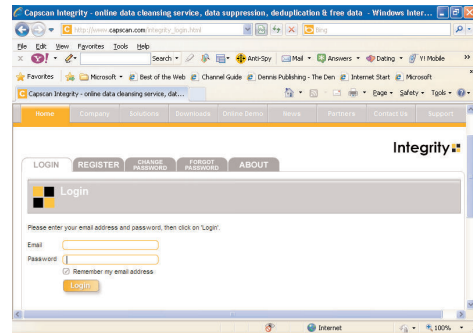 Capscan Integrity - online data cleansing service, data suppression, deduplication & free data - Windows Inter...
http://www.capscan.com/integrity_login.html
Bing
File Edit View Favorites Tools Help
Search Anti-Spy Mail Answers Dating Y! Mobile
Favorites Microsoft Best of the Web Channel Guide Dennis Publishing - The Den Internet Start Microsoft
Capscan Integrity - online data cleansing service, dat...
Page Safety Tools
Home Company Solutions Downloads Online Demo News Partners Contact Us Support
Integrity
LOGIN REGISTER CHANGE PASSWORD FORGOT PASSWORD ABOUT
Login
Please enter your email address and password, then click on 'Login'.
Email
Password
Remember my email address
Login
Internet 100%